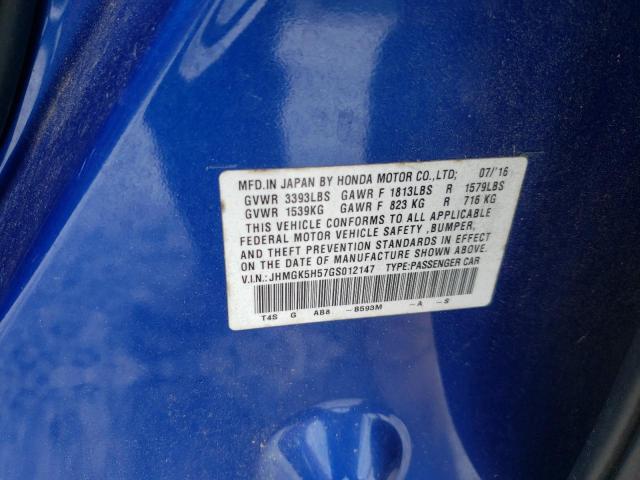 MFD.IN JAPAN BY HONDA MOTOR CO.,LTD; 07/'16
GVWR 3393LBS GAWR F 1813LBS R 1579LBS
GVWR 1539KG GAWR F 823 KG R 716 KG
THIS VEHICLE CONFORMS TO ALL APPLICABLE
FEDERAL MOTOR VEHICLE SAFETY ,BUMPER,
AND THEFT PREVENTION STANDARDS IN EFFECT
ON THE DATE OF MANUFACTURE SHOWN ABOVE.
V.I.N.: JHMGK5H57GS012147 TYPE:PASSENGER CAR
T4S G AB8 -B593M -A -S